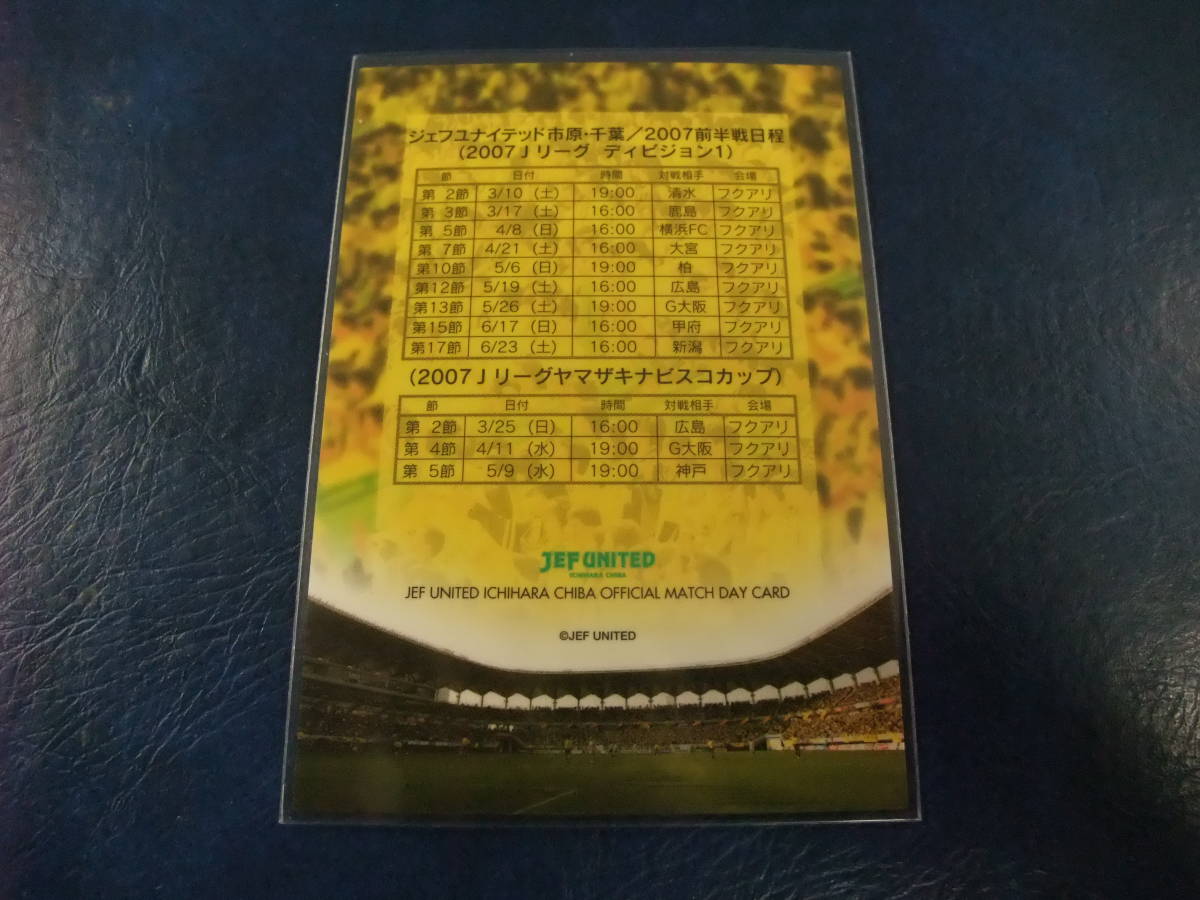 ジェフユナイテッド市原・千葉／2007前半戦日程
(2007Jリーグ ディビジョン1)
節 日付 時間 対戦相手 会場
第 2節 3/10 (土) 19:00 清水 フクアリ
第 3節 3/17 (土) 16:00 鹿島 フクアリ
第 5節 4/8 (日) 16:00 横浜FC フクアリ
第 7節 4/21 (土) 16:00 大宮 フクアリ
第10節 5/6 (日) 19:00 柏 フクアリ
第12節 5/19 (土) 16:00 広島 フクアリ
第13節 5/26 (土) 19:00 G大阪 フクアリ
第15節 6/17 (日) 16:00 甲府 フクアリ
第17節 6/23 (土) 16:00 新潟 フクアリ
(2007Jリーグヤマザキナビスコカップ)
節 日付 時間 対戦相手 会場
第 2節 3/25 (日) 16:00 広島 フクアリ
第 4節 4/11 (水) 19:00 G大阪 フクアリ
第 5節 5/9 (水) 19:00 神戸 フクアリ
JEF UNITED
ICHIHARA CHIBA
JEF UNITED ICHIHARA CHIBA OFFICIAL MATCH DAY CARD
©JEF UNITED